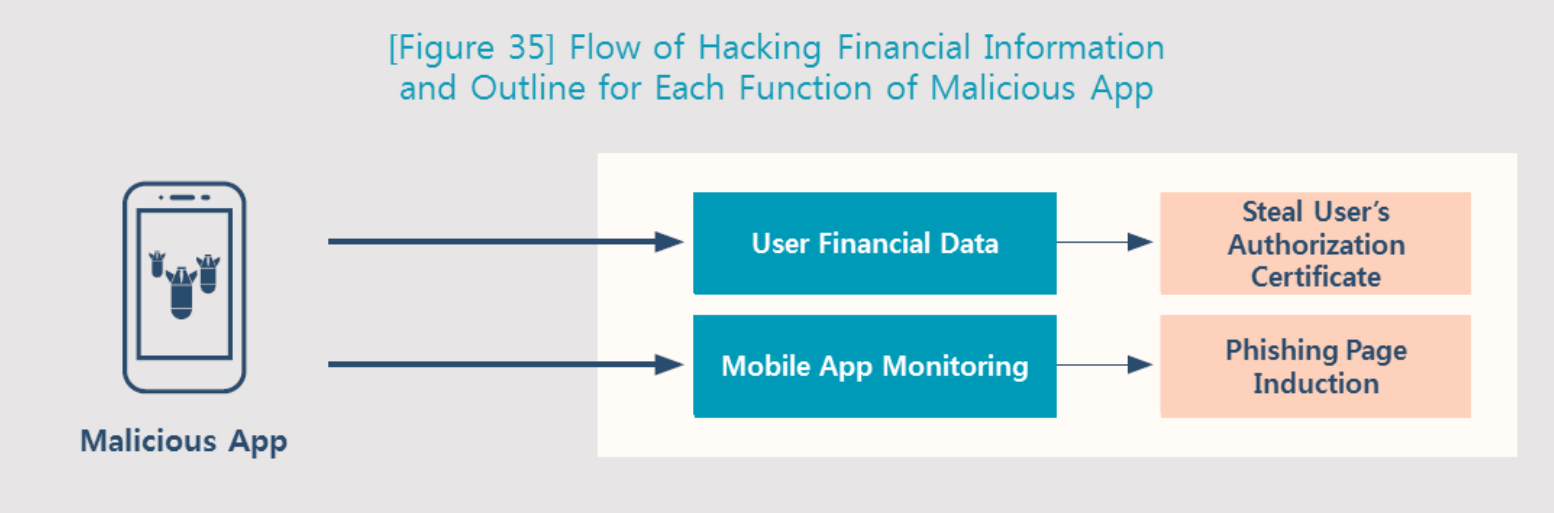 [Figure 35] Flow of Hacking Financial Information
and Outline for Each Function of Malicious App
User Financial Data
Steal User's
Authorization
Certificate
Mobile App Monitoring
Phishing Page
Induction
Malicious App